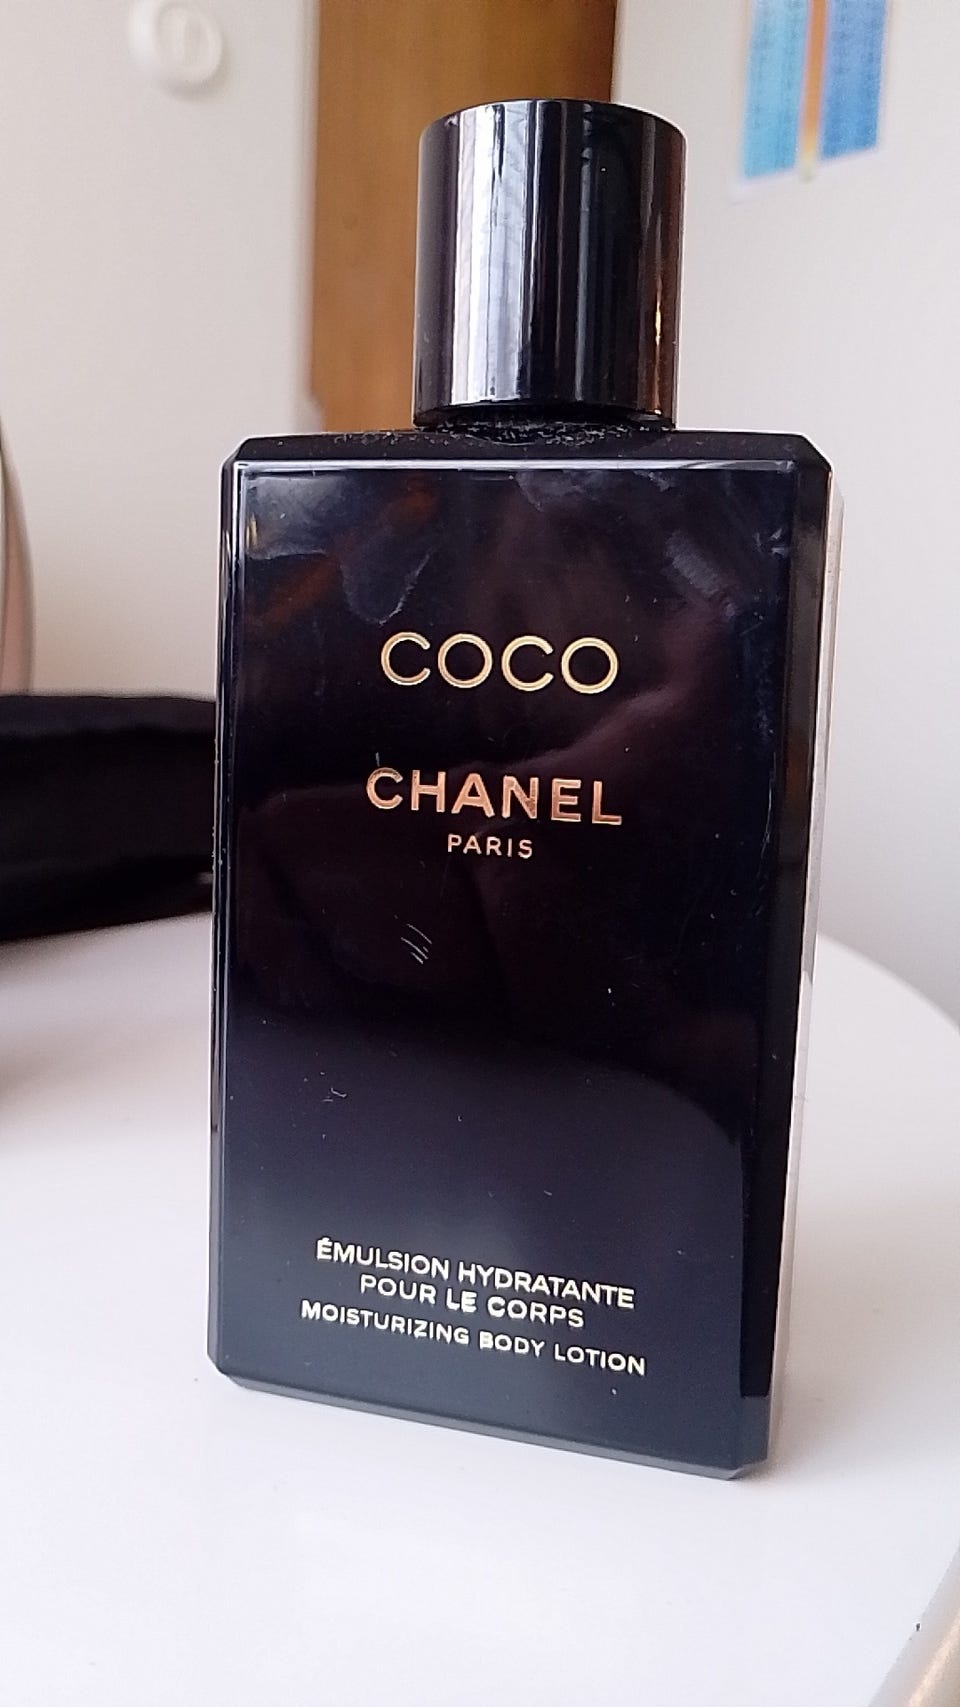 COCO
CHANEL
PARIS
ÉMULSION HYDRATANTE
POUR LE CORPS
MOISTURIZING BODY LOTION